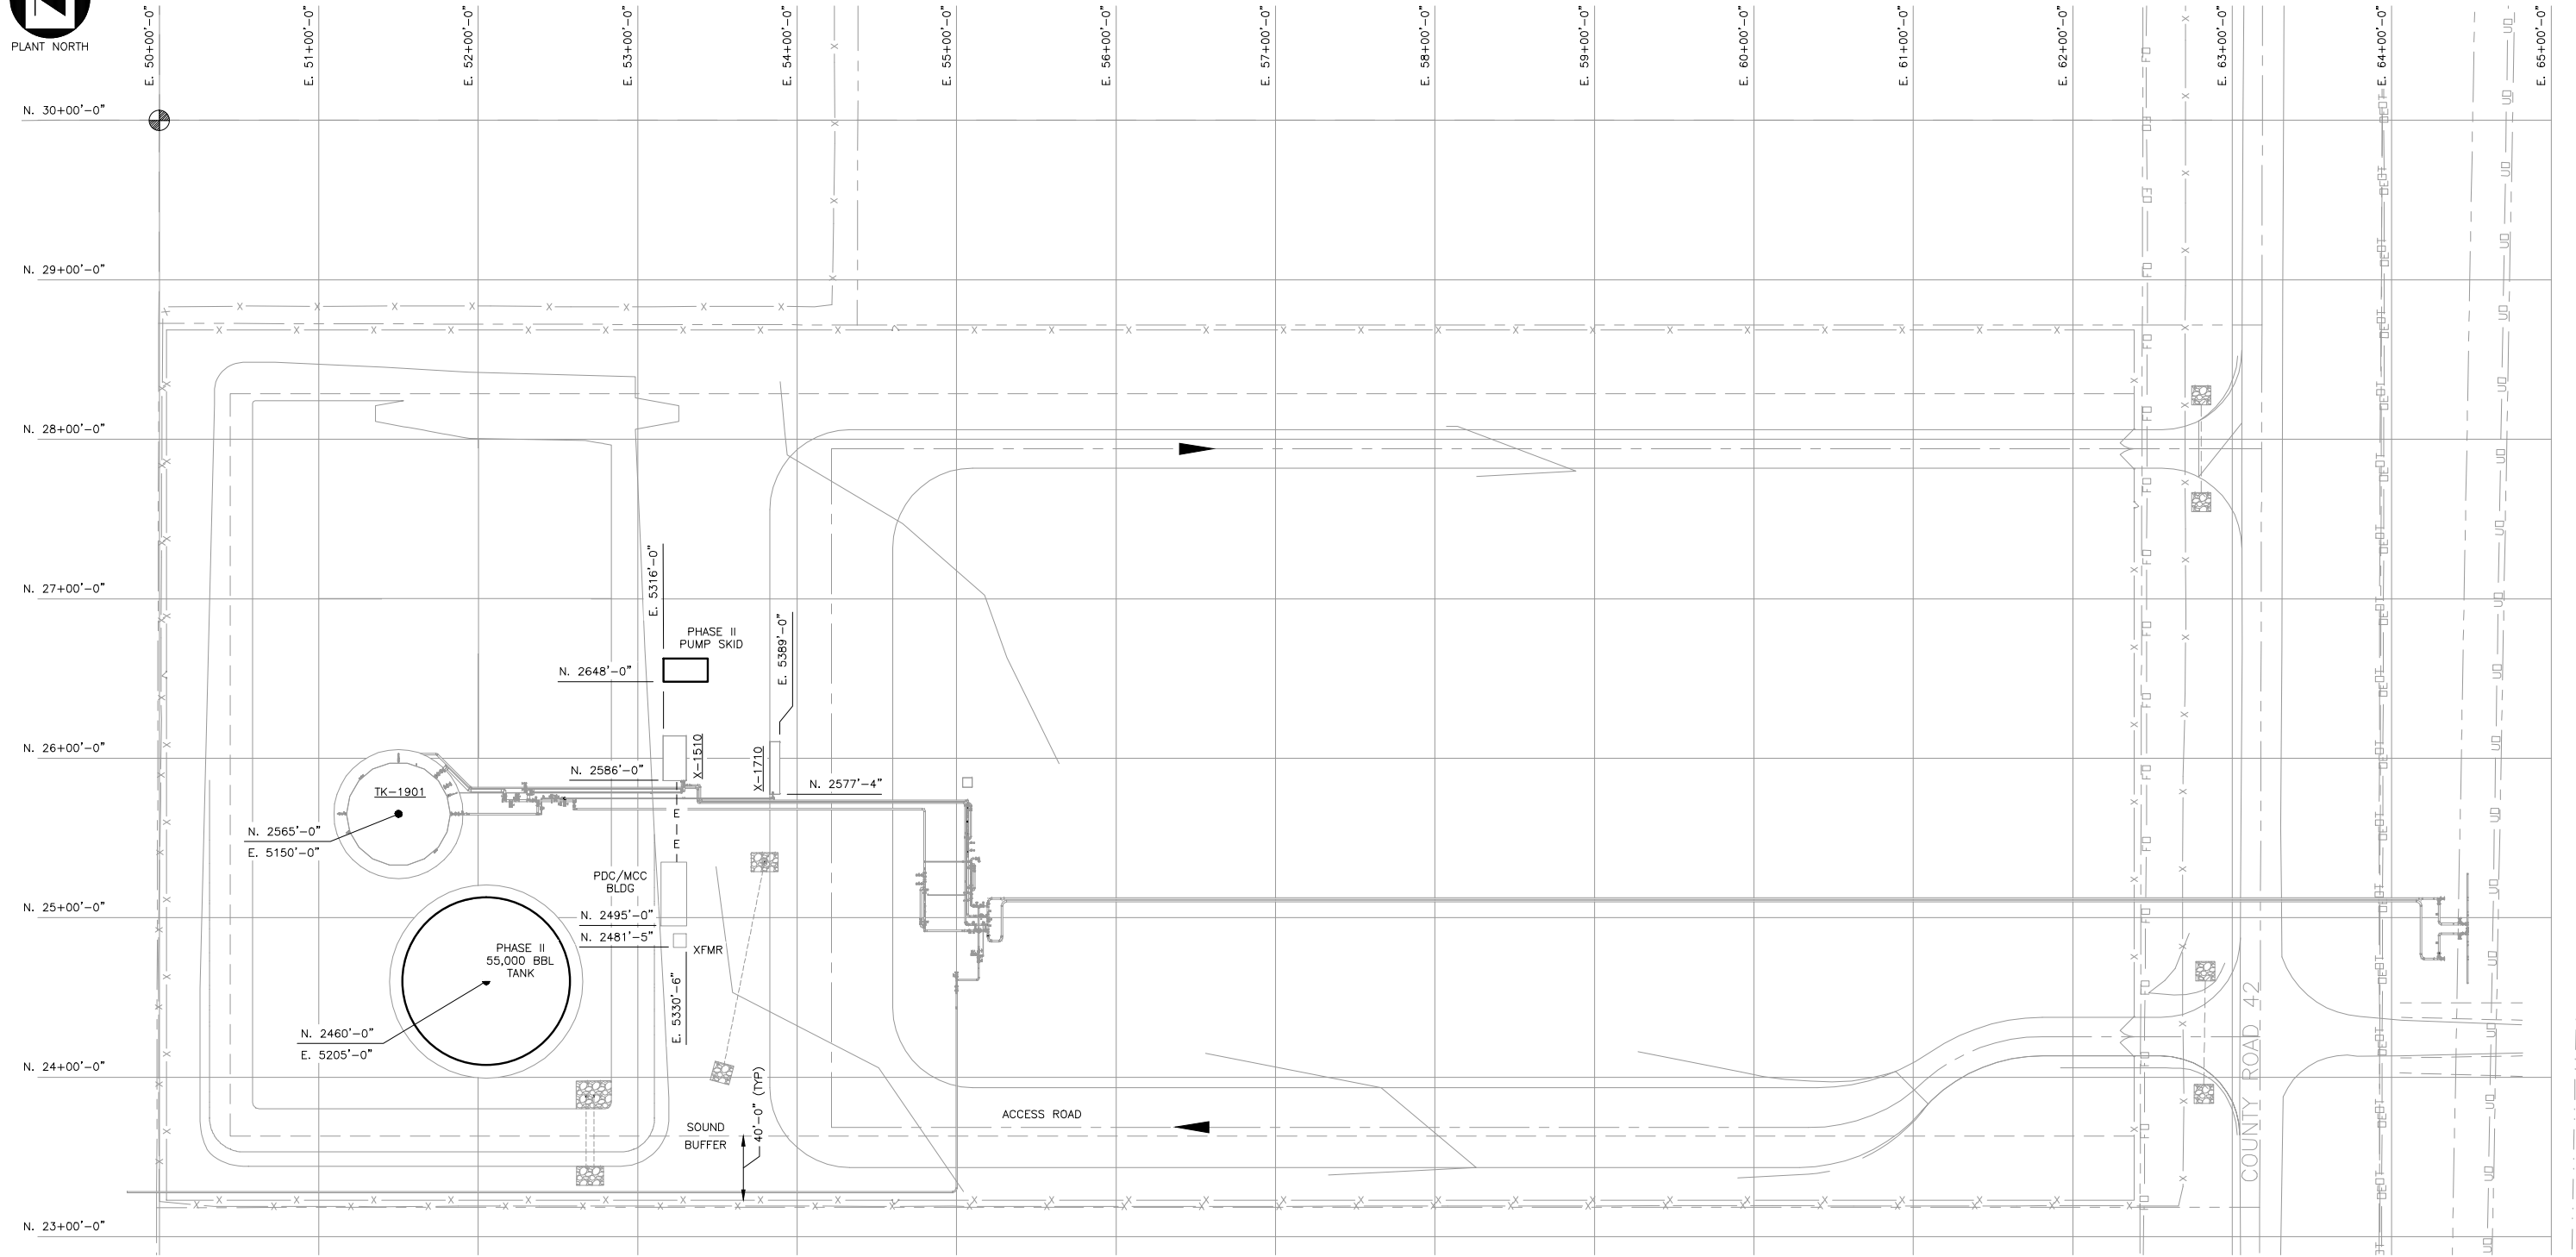 PLANT NORTH
E. 50+00'-0"
E. 51+00'-0"
E. 52+00'-0"
E. 53+00'-0"
E. 54+00'-0"
E. 55+00'-0"
E. 56+00'-0"
E. 57+00'-0"
E. 58+00'-0"
E. 59+00'-0"
E. 60+00'-0"
E. 61+00'-0"
E. 62+00'-0"
E. 63+00'-0"
E. 64+00'-0"
E. 65+00'-0"
N. 30+00'-0"
N. 29+00'-0"
N. 28+00'-0"
N. 27+00'-0"
E. 5316'-0"
PHASE II
PUMP SKID
E. 5389'-0"
N. 2648'-0"
N. 26+00'-0"
X-1510
X-1710
N. 2586'-0"
N. 2577'-4"
TK-1901
N. 2565'-0"
E. 5150'-0"
E
E
PDC/MCC
BLDG
N. 25+00'-0"
N. 2495'-0"
N. 2481'-5"
XFMR
PHASE II
55,000 BBL
TANK
E. 5330'-6"
N. 2460'-0"
E. 5205'-0"
N. 24+00'-0"
40'-0" (TYP)
SOUND
BUFFER
ACCESS ROAD
COUNTY ROAD 42
N. 23+00'-0"